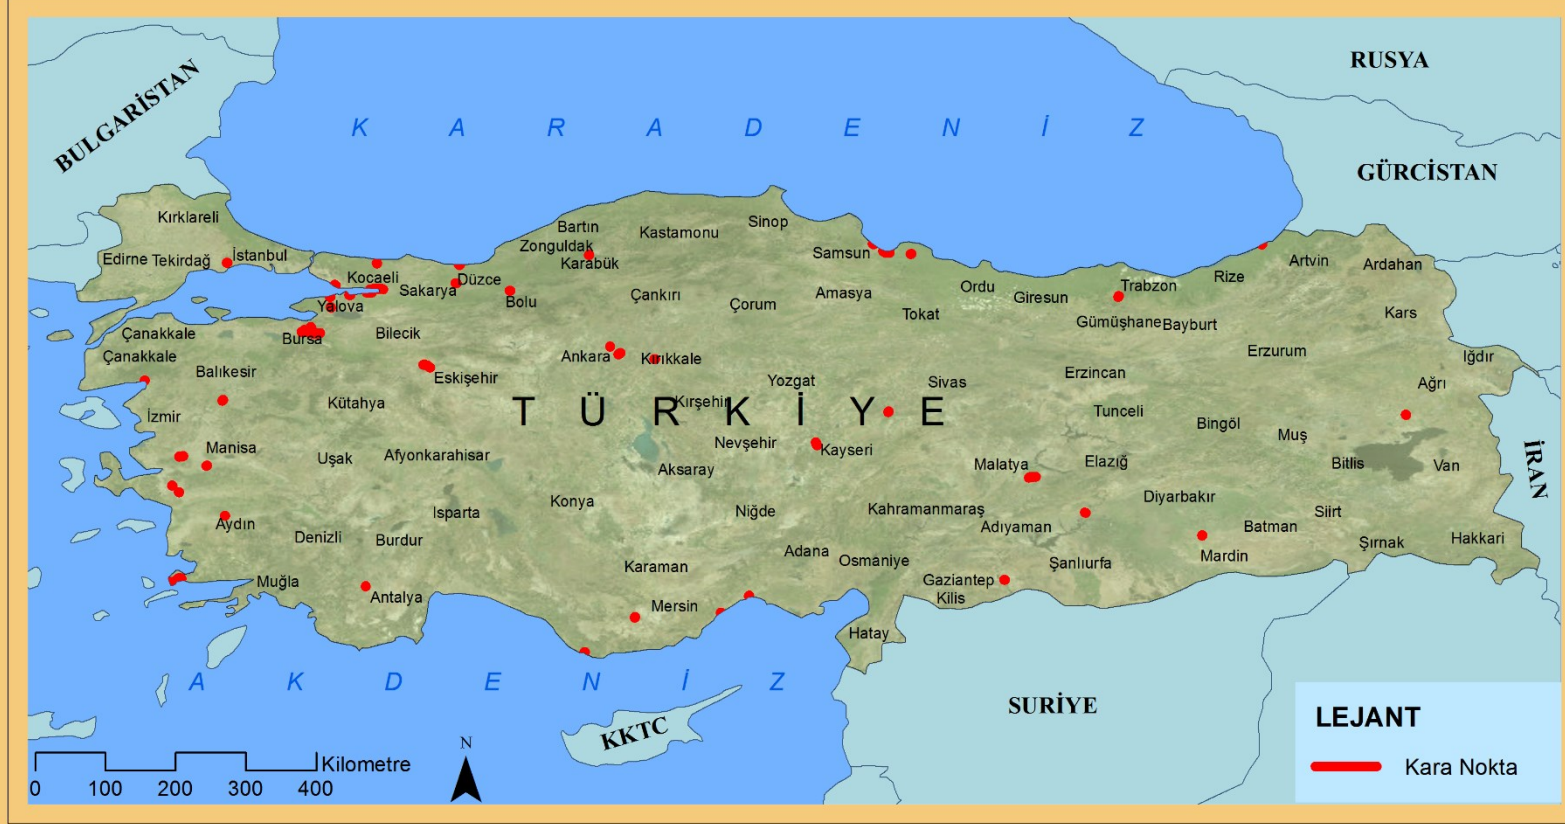 RUSYA
BULGARİSTAN
K A R A D E N İ Z
GÜRCİSTAN
Kırklareli
Sinop
Bartın
Kastamonu
Zonguldak
Samsun
Edirne Tekirdağ İstanbul
Karabük
Artvin
Ardahan
Kocaeli
Düzce
Sakarya
Rize
Trabzon
Ordu
Giresun
Yalova
Bolu
Çankırı
Çorum
Amasya
Tokat
Gümüşhane Bayburt
Kars
Çanakkale
Bursa
Bilecik
Çanakkale
Ankara
Kırıkkale
Erzurum
Iğdır
Balıkesir
Eskişehir
Yozgat
Sivas
Erzincan
Ağrı
İzmir
Kütahya
T Ü R K İ Y E
Kırşehir
Tunceli
Bingöl
Muş
Manisa
Uşak
Afyonkarahisar
Nevşehir
Kayseri
Aksaray
Malatya
Elazığ
Bitlis
Van
İRAN
Konya
Isparta
Niğde
Kahramanmaraş
Diyarbakır
Siirt
Aydın
Denizli
Burdur
Adıyaman
Batman
Şırnak
Hakkari
Adana
Osmaniye
Mardin
Karaman
Şanlıurfa
Muğla
Antalya
Mersin
Gaziantep
Kilis
Hatay
A K D E N İ Z
SURİYE
KKTC
LEJANT
Kara Nokta
N
Kilometre
0 100 200 300 400